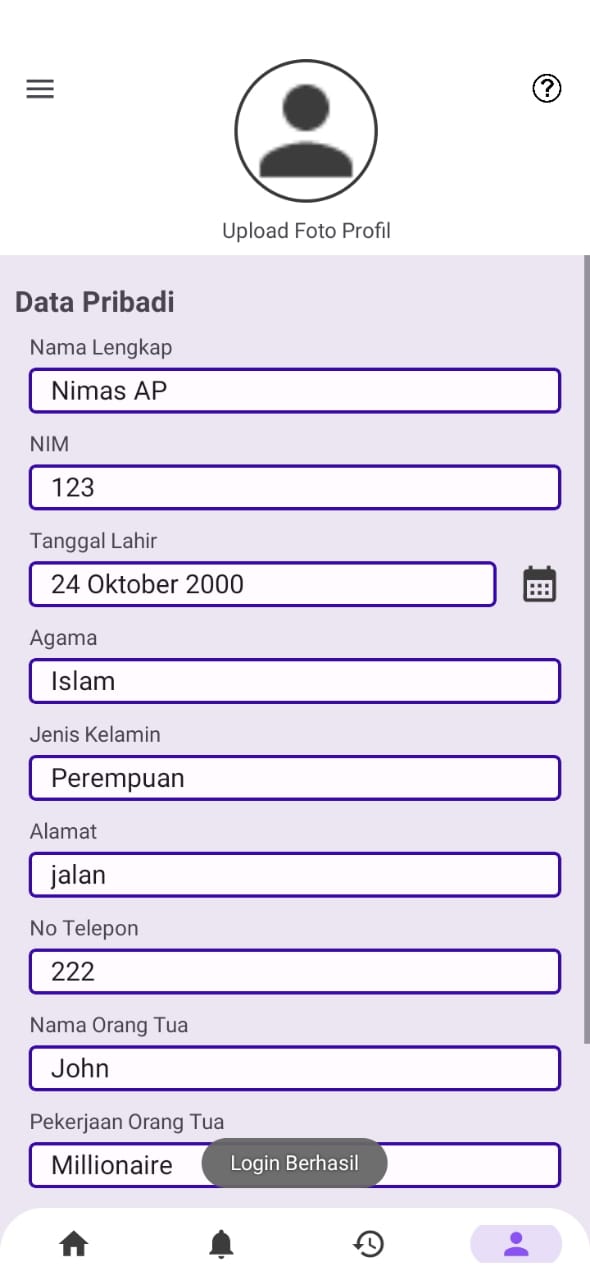 Upload Foto Profil
Data Pribadi
Nama Lengkap
Nimas AP
NIM
123
Tanggal Lahir
24 Oktober 2000
Agama
Islam
Jenis Kelamin
Perempuan
Alamat
jalan
No Telepon
222
Nama Orang Tua
John
Pekerjaan Orang Tua
Millionaire
Login Berhasil